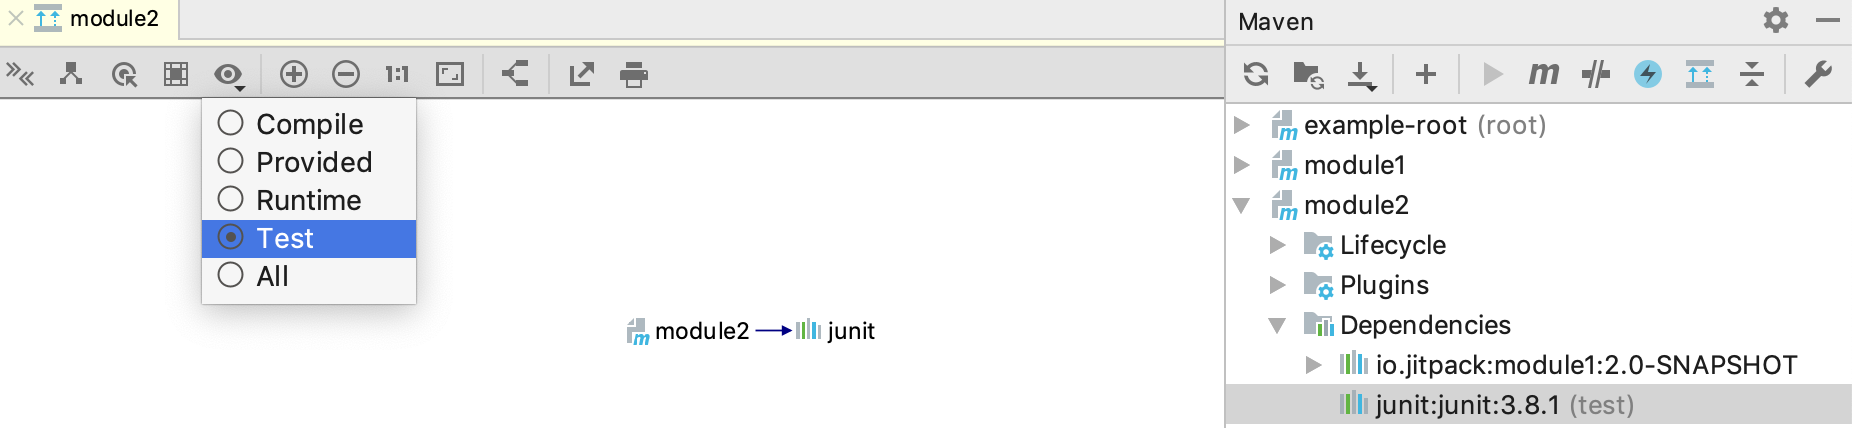 module2
1:1
Compile
Provided
Runtime
Test
All
module2
junit
Maven
m
example-root (root)
module1
module2
Lifecycle
Plugins
Dependencies
io.jitpack:module1:2.0-SNAPSHOT
junit:junit:3.8.1 (test)